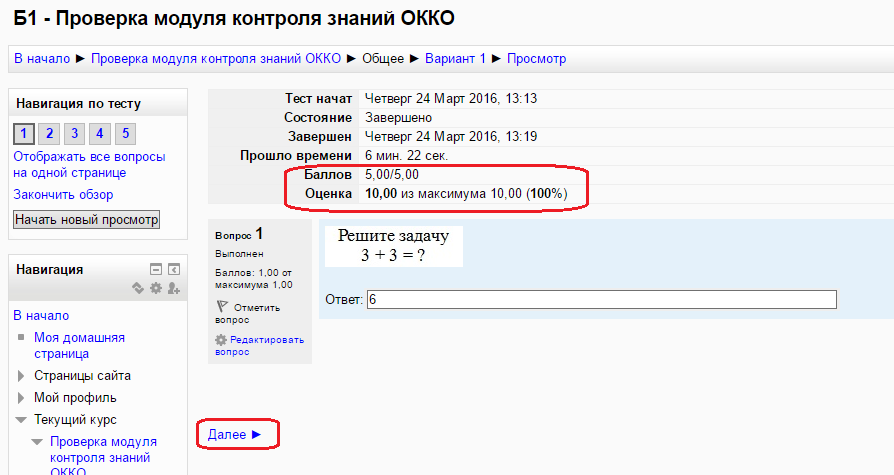 Б1 - Проверка модуля контроля знаний ОККО
В начало ► Проверка модуля контроля знаний ОККО ► Общее ► Вариант 1 ► Просмотр
Навигация по тесту
1 2 3 4 5
Отображать все вопросы
на одной странице
Закончить обзор
Начать новый просмотр
Тест начат Четверг 24 Март 2016, 13:13
Состояние Завершено
Завершен Четверг 24 Март 2016, 13:19
Прошло времени 6 мин. 22 сек.
Баллов 5,00/5,00
Оценка 10,00 из максимума 10,00 (100%)
Вопрос 1
Выполнен
Баллов: 1,00 от
максимума 1,00
Отметить
вопрос
Редактировать
вопрос
Решите задачу
3 + 3 = ?
Ответ: 6
Далее ►
Навигация
В начало
Моя домашняя
страница
Страницы сайта
Мой профиль
Текущий курс
Проверка модуля
контроля знаний
ОККО